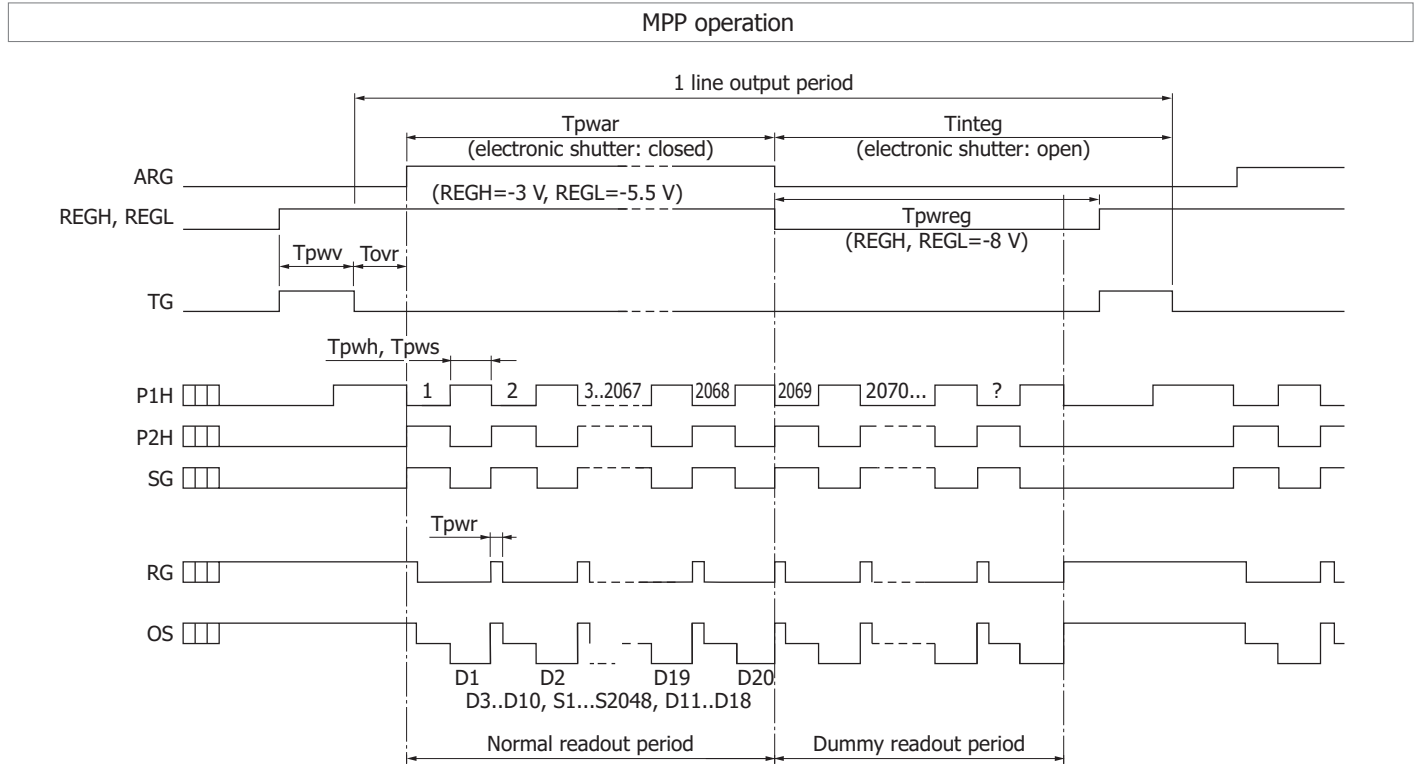 MPP operation
1 line output period
Tpwar
(electronic shutter: closed)
Tinteg
(electronic shutter: open)
ARG
(REGH=-3 V, REGL=-5.5 V)
REGH, REGL
Tpwreg
(REGH, REGL=-8 V)
Tpwv
Tovr
TG
Tpwh, Tpws
P1H
1
2
3..2067
2068
2069
2070...
?
P2H
SG
Tpwr
RG
OS
D1
D2
D19
D20
D3..D10, S1...S2048, D11..D18
Normal readout period
Dummy readout period